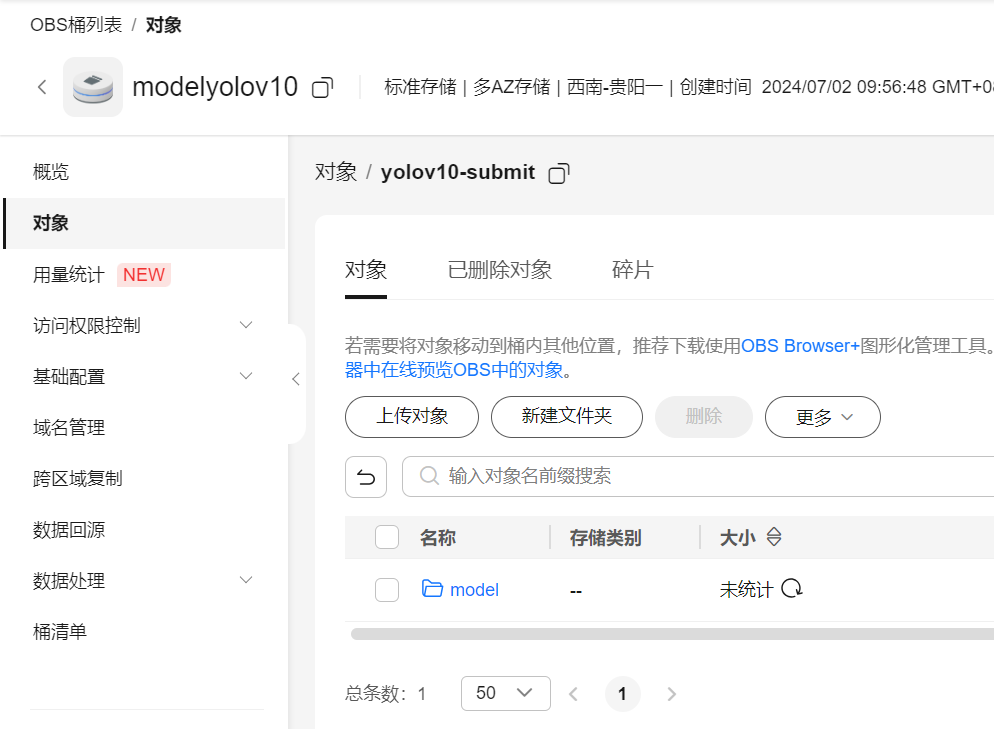 OBS桶列表 / 对象
modelyolov10
标准存储 | 多AZ存储 | 西南-贵阳一 | 创建时间 2024/07/02 09:56:48 GMT+08
概览
对象
用量统计 NEW
访问权限控制
基础配置
域名管理
跨区域复制
数据回源
数据处理
桶清单
对象 / yolov10-submit
对象 已删除对象 碎片
若需要将对象移动到桶内其他位置，推荐下载使用OBS Browser+图形化管理工具。
器中在线预览OBS中的对象。
上传对象 新建文件夹 删除 更多
输入对象名前缀搜索
名称 存储类别 大小
model -- 未统计
总条数：1 50 1